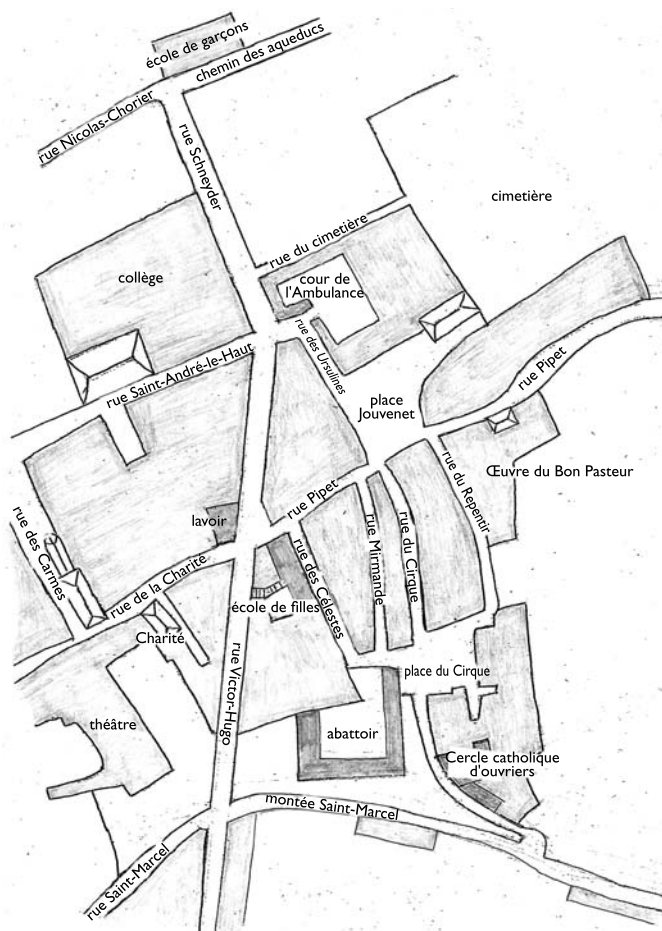 école de garçons
chemin des aqueducs
rue Nicolas-Chorier
rue Schneyder
cimetière
rue du cimetière
collège
cour de
l'Ambulance
rue des Ursulines
rue Saint-André-le-Haut
place
Jouvenet
rue Pipet
rue du Repentir
Œuvre du Bon Pasteur
rue Pipet
lavoir
rue Mirmande
rue du Cirque
rue des Carmes
rue de la Charité
rue des Célestes
école de filles
Charité
rue Victor-Hugo
place du Cirque
théâtre
abattoir
Cercle catholique
d'ouvriers
montée Saint-Marcel
rue Saint-Marcel